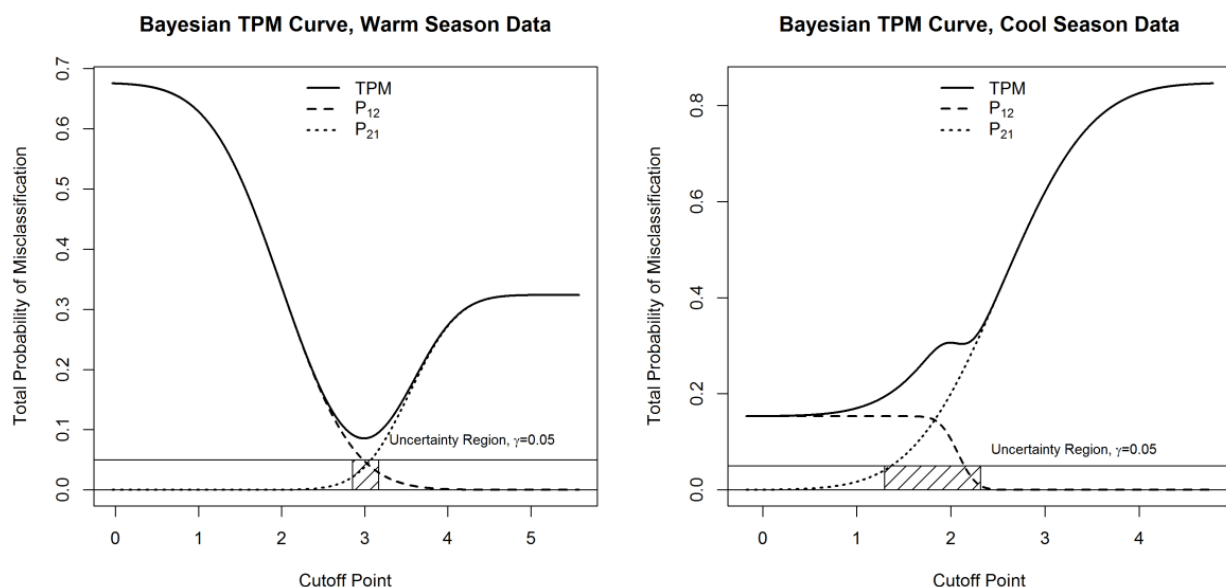 Bayesian TPM Curve, Warm Season Data
Total Probability of Misclassification
0.0
0.1
0.2
0.3
0.4
0.5
0.6
0.7
TPM
P12
P21
Uncertainty Region, γ=0.05
0 1 2 3 4 5
Cutoff Point
Bayesian TPM Curve, Cool Season Data
Total Probability of Misclassification
0.0
0.2
0.4
0.6
0.8
TPM
P12
P21
Uncertainty Region, γ=0.05
0 1 2 3 4
Cutoff Point